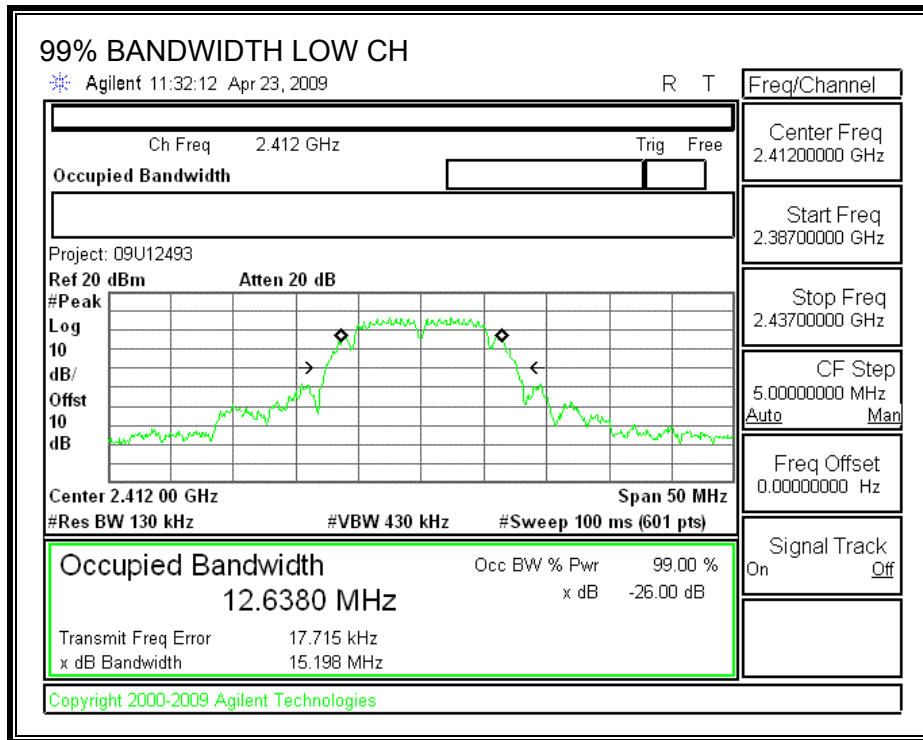 99% BANDWIDTH LOW CH
Agilent 11:32:12 Apr 23, 2009 R T
Freq/Channel
Ch Freq 2.412 GHz Trig Free
Occupied Bandwidth
Center Freq
2.41200000 GHz
Start Freq
2.38700000 GHz
Stop Freq
2.43700000 GHz
CF Step
5.00000000 MHz
Auto Man
Freq Offset
0.00000000 Hz
Signal Track
On Off
Project: 09U12493
Ref 20 dBm Atten 20 dB
#Peak
Log
10
dB/
Offst
10
dB
Center 2.412 00 GHz Span 50 MHz
#Res BW 130 kHz #VBW 430 kHz #Sweep 100 ms (601 pts)
Occupied Bandwidth
12.6380 MHz
Occ BW % Pwr 99.00 %
x dB -26.00 dB
Transmit Freq Error 17.715 kHz
x dB Bandwidth 15.198 MHz
Copyright 2000-2009 Agilent Technologies